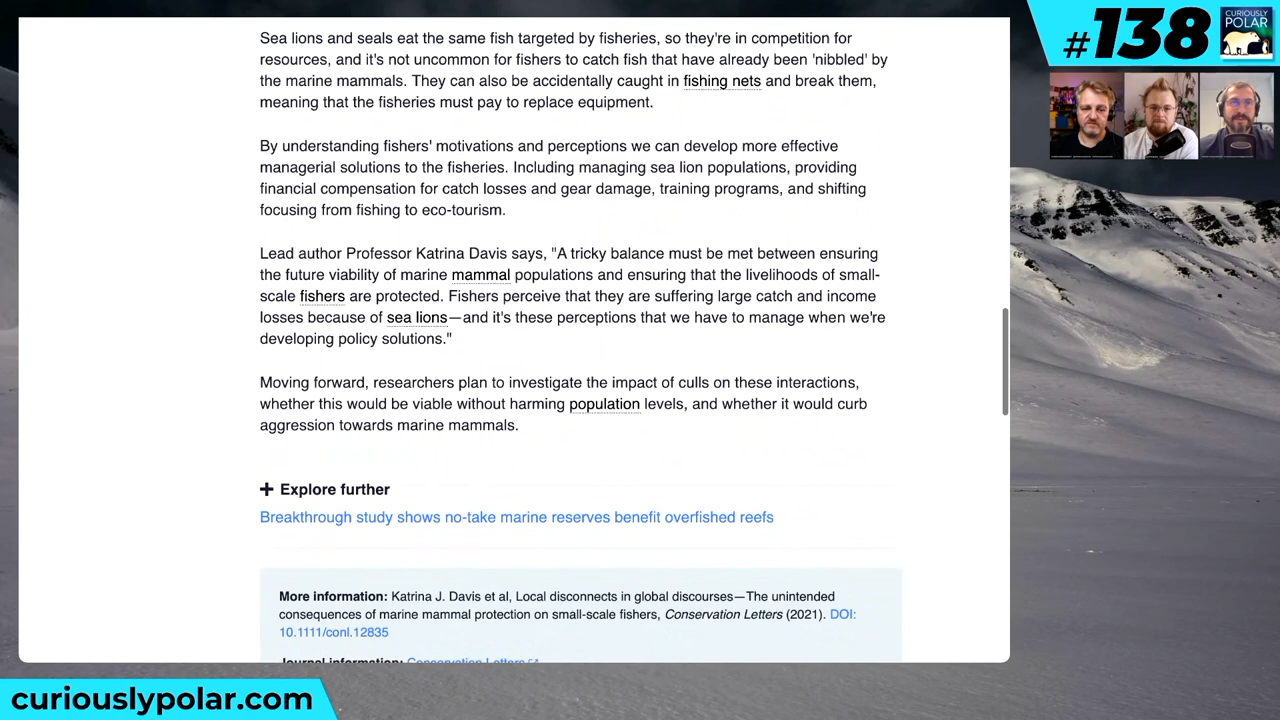 #138
CURIOUSLY
POLAR
Sea lions and seals eat the same fish targeted by fisheries, so they're in competition for
resources, and it's not uncommon for fishers to catch fish that have already been 'nibbled' by
the marine mammals. They can also be accidentally caught in fishing nets and break them,
meaning that the fisheries must pay to replace equipment.
By understanding fishers' motivations and perceptions we can develop more effective
managerial solutions to the fisheries. Including managing sea lion populations, providing
financial compensation for catch losses and gear damage, training programs, and shifting
focusing from fishing to eco-tourism.
Lead author Professor Katrina Davis says, "A tricky balance must be met between ensuring
the future viability of marine mammal populations and ensuring that the livelihoods of small-
scale fishers are protected. Fishers perceive that they are suffering large catch and income
losses because of sea lions—and it's these perceptions that we have to manage when we're
developing policy solutions."
Moving forward, researchers plan to investigate the impact of culls on these interactions,
whether this would be viable without harming population levels, and whether it would curb
aggression towards marine mammals.
+ Explore further
Breakthrough study shows no-take marine reserves benefit overfished reefs
More information: Katrina J. Davis et al, Local disconnects in global discourses—The unintended
consequences of marine mammal protection on small-scale fishers, Conservation Letters (2021). DOI:
10.1111/conl.12835
Journal information: Conservation Letters
curiouslypolar.com